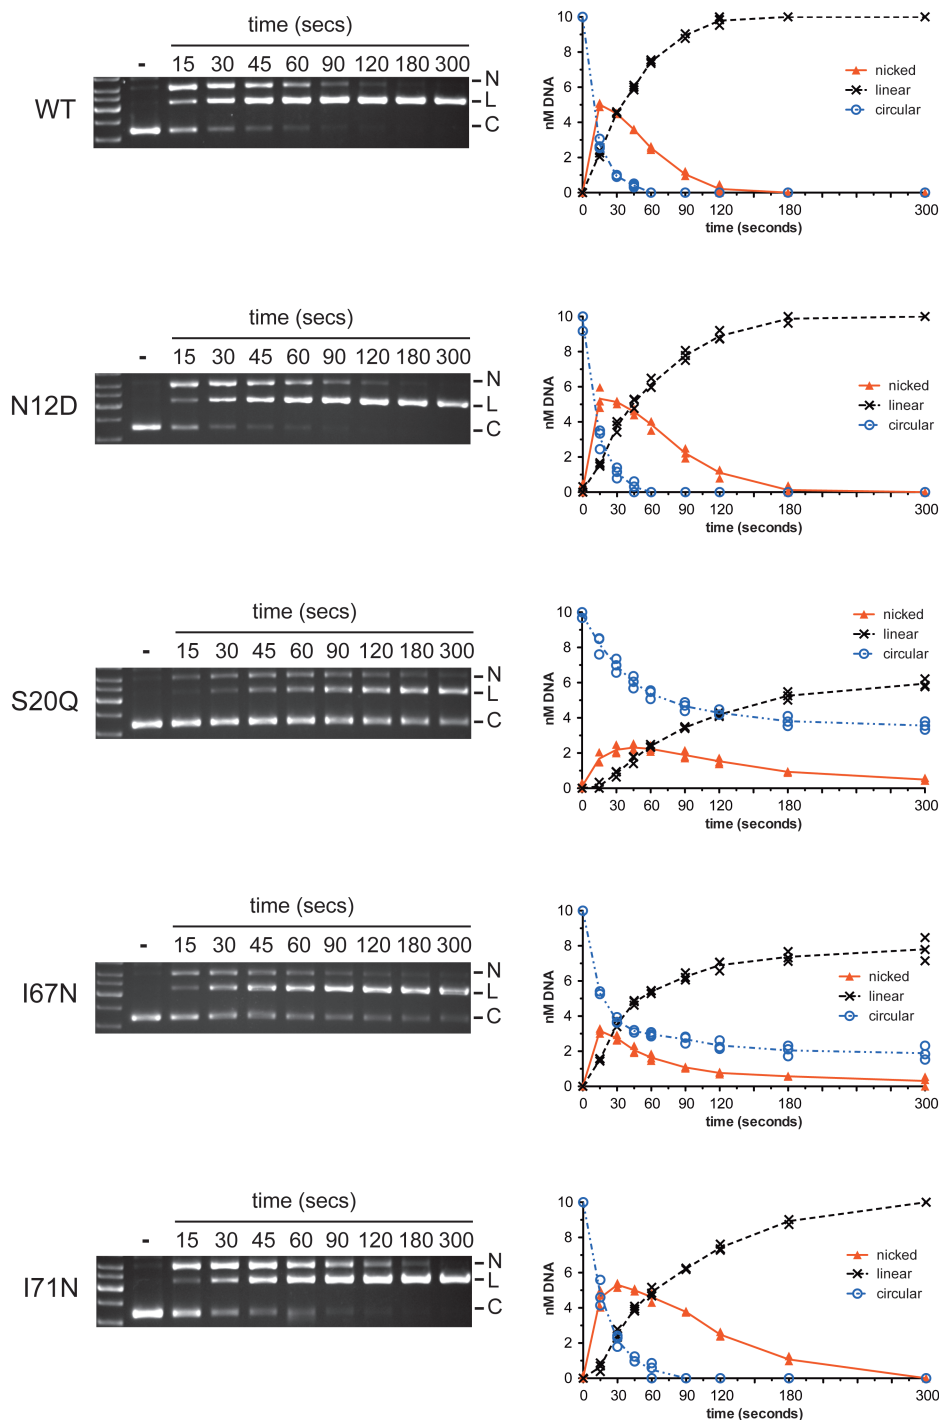 time (secs)
- 15 30 45 60 90 120 180 300
WT
N
L
C
10
8
6
4
2
0
nM DNA
nicked
linear
circular
0 30 60 90 120 180 300
time (seconds)
time (secs)
- 15 30 45 60 90 120 180 300
N12D
N
L
C
10
8
6
4
2
0
nM DNA
nicked
linear
circular
0 30 60 90 120 180 300
time (seconds)
time (secs)
- 15 30 45 60 90 120 180 300
S20Q
N
L
C
10
8
6
4
2
0
nM DNA
nicked
linear
circular
0 30 60 90 120 180 300
time (seconds)
time (secs)
- 15 30 45 60 90 120 180 300
I67N
N
L
C
10
8
6
4
2
0
nM DNA
nicked
linear
circular
0 30 60 90 120 180 300
time (seconds)
time (secs)
- 15 30 45 60 90 120 180 300
I71N
N
L
C
10
8
6
4
2
0
nM DNA
nicked
linear
circular
0 30 60 90 120 180 300
time (seconds)